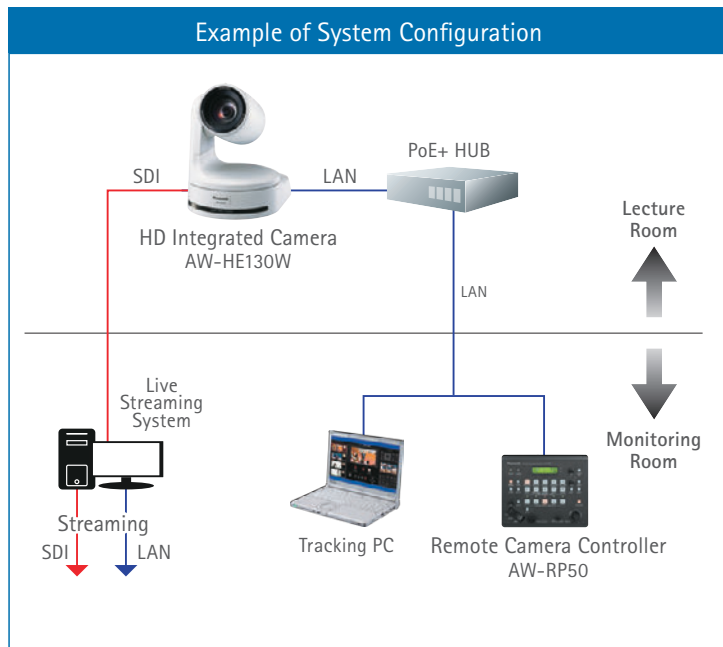 Example of System Configuration
PoE+ HUB
SDI
LAN
HD Integrated Camera
AW-HE130W
Lecture
Room
LAN
Live
Streaming
System
Monitoring
Room
Streaming
SDI
LAN
Tracking PC
Remote Camera Controller
AW-RP50